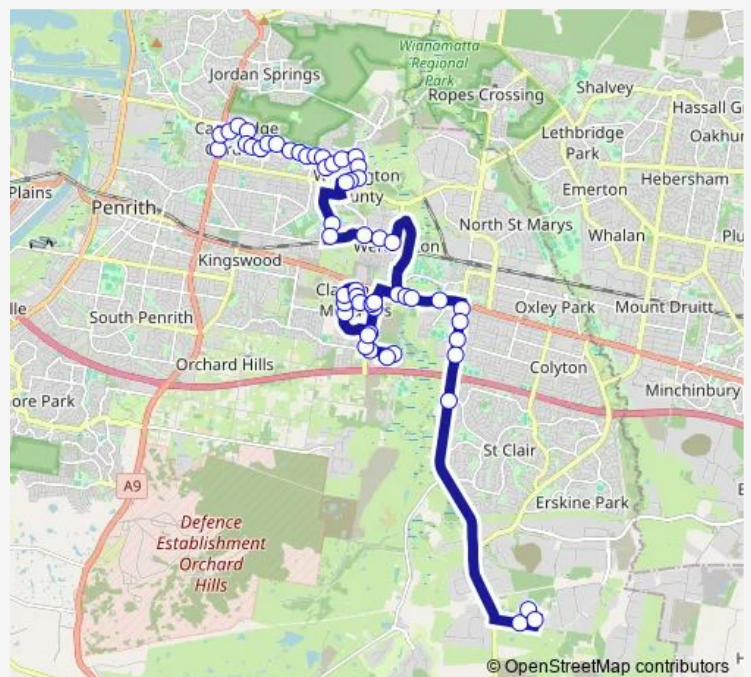 Wianamatta
Regional
Park
Jordan Springs
Ropes Crossing
Shalvey
Hassall G
Lethbridge
Park
Oakhur
Plains
Penrith
Emerton
Hebersham
North St Marys
Whalan
Plu
Kingswood
South Penrith
Oxley Park
Mount Druitt
Orchard Hills
Colyton
Minchinbury
ore Park
St Clair
A9
Erskine Park
Defence
Establishment
Orchard
Hills
© OpenStreetMap contributors